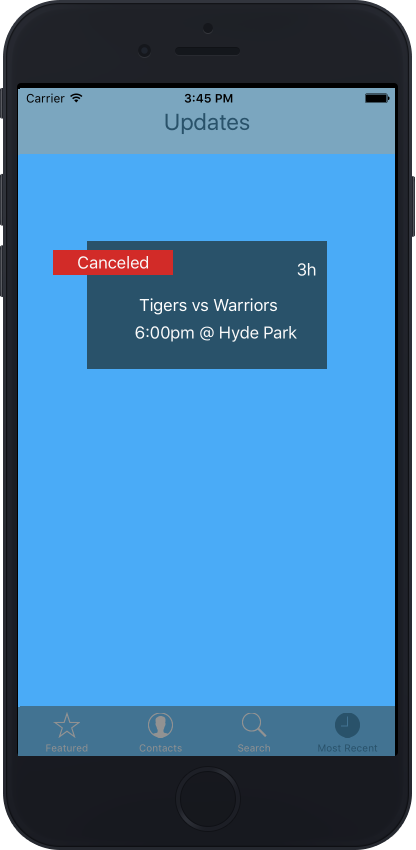 Carrier 3:45 PM
Updates
Canceled
3h
Tigers vs Warriors
6:00pm @ Hyde Park
Featured Contacts Search Most Recent